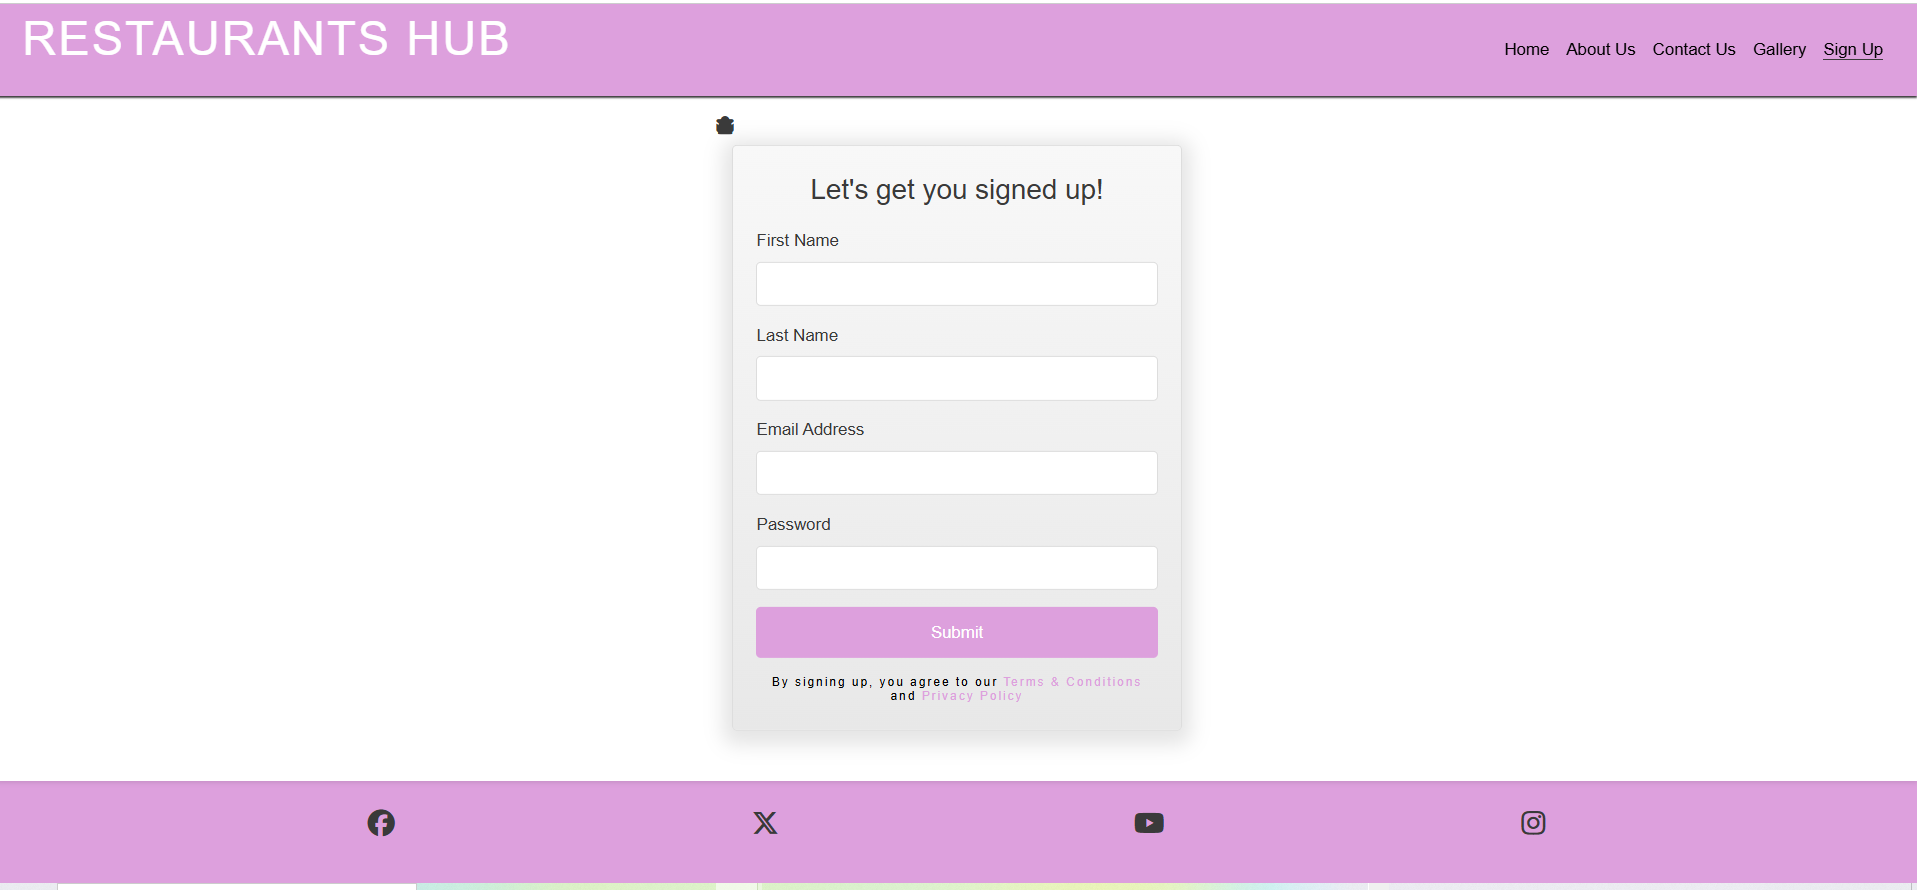 RESTAURANTS HUB
Home About Us Contact Us Gallery Sign Up
Let's get you signed up!
First Name
Last Name
Email Address
Password
Submit
By signing up, you agree to our Terms & Conditions
and Privacy Policy